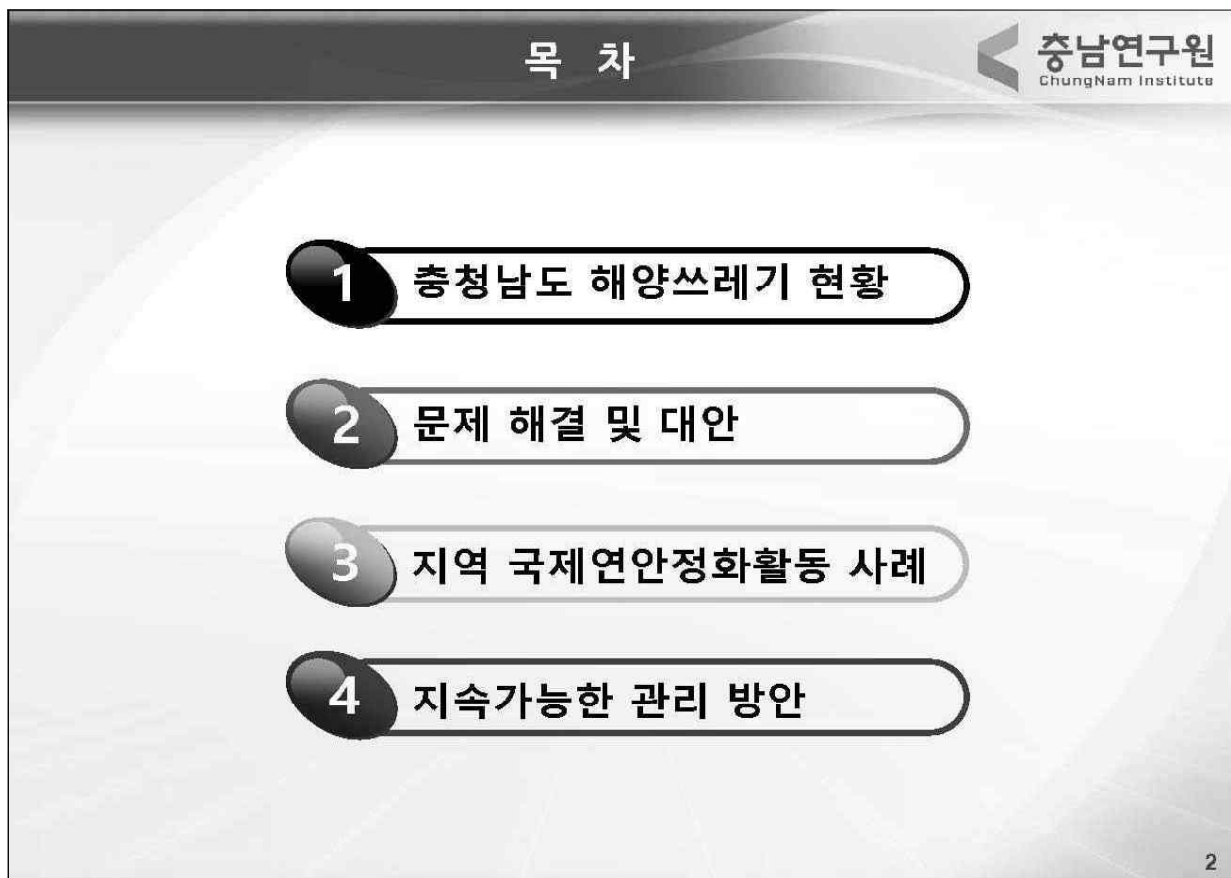 목 차
충남연구원
ChungNam Institute
1 충청남도 해양쓰레기 현황
2 문제 해결 및 대안
3 지역 국제연안정화활동 사례
4 지속가능한 관리 방안
2